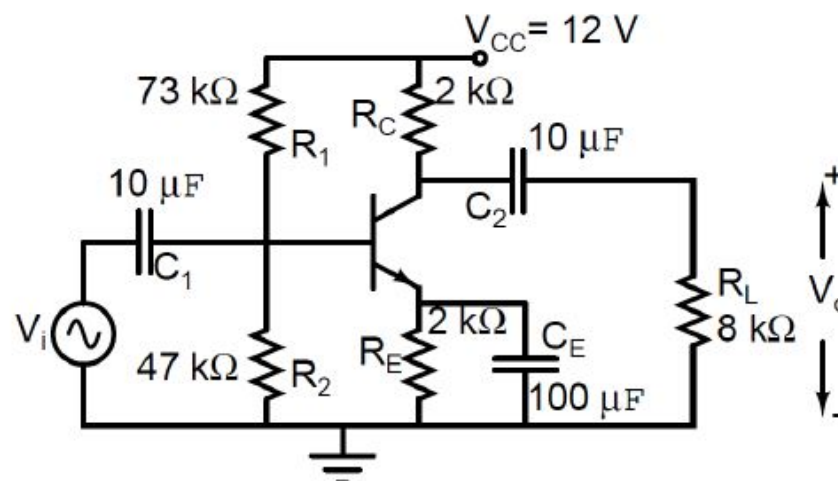 V_CC = 12 V
73 kΩ
2 kΩ
R_C
R_1
10 μF
10 μF
C_2
C_1
V_i
R_L
8 kΩ
2 kΩ
C_E
R_E
47 kΩ
R_2
100 μF
+
-